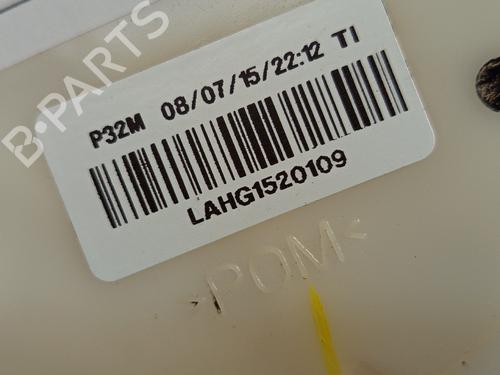 B-PARTS
P32M 08/07/15/22:12 TI
LAHG1520109
>POM<